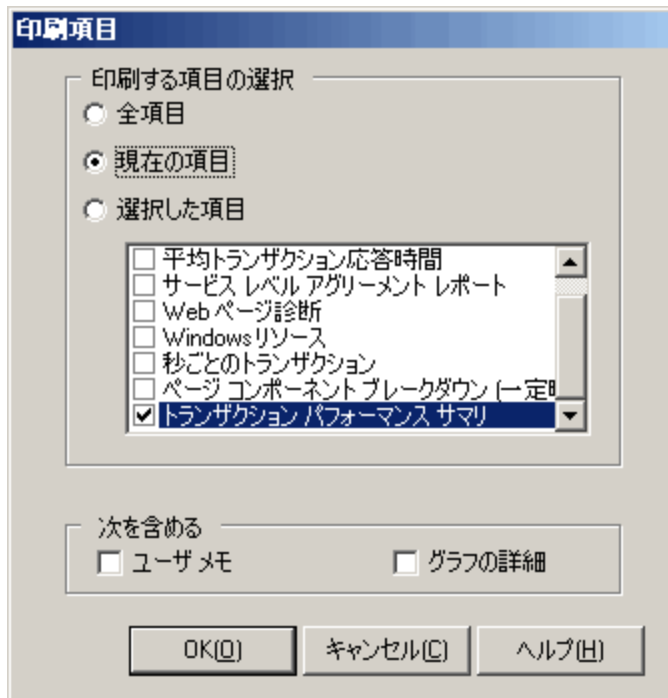 印刷項目
印刷する項目の選択
全項目
現在の項目
選択した項目
平均トランザクション応答時間
サービス レベル アグリーメント レポート
Web ページ診断
Windowsリソース
秒ごとのトランザクション
ページ コンポーネント ブレークダウン (一定
トランザクション パフォーマンス サマリ
次を含める
ユーザ メモ
グラフの詳細
OK(O)
キャンセル(C)
ヘルプ(H)